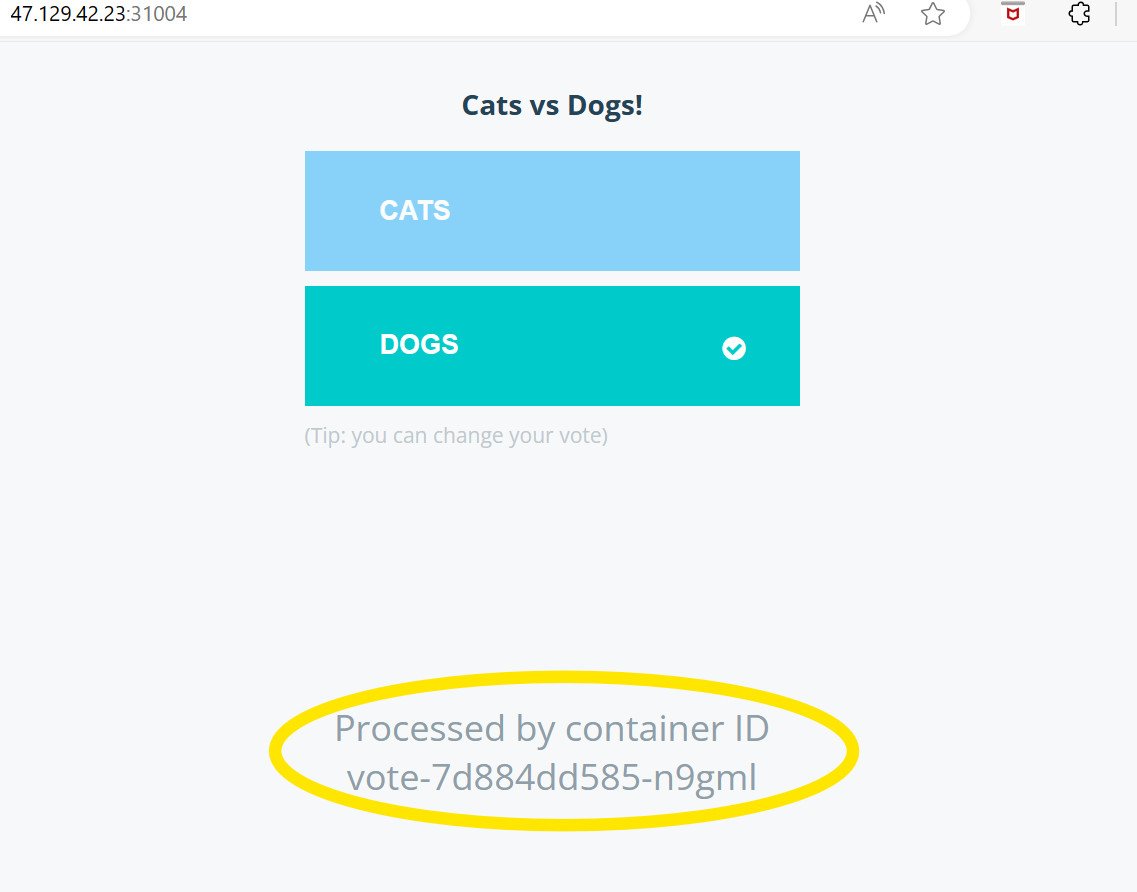 47.129.42.23:31004
Cats vs Dogs!
CATS
DOGS
(Tip: you can change your vote)
Processed by container ID
vote-7d884dd585-n9gml